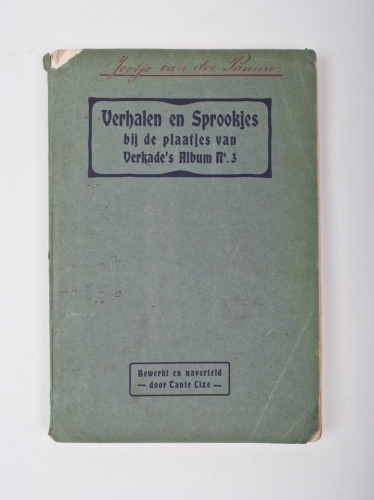 Joosje van der
Verhalen en Sprookjes
bij de plaatjes van
Verkade's Album Nº. 3
Bewerkt en naverteld
— door Tante Lize —